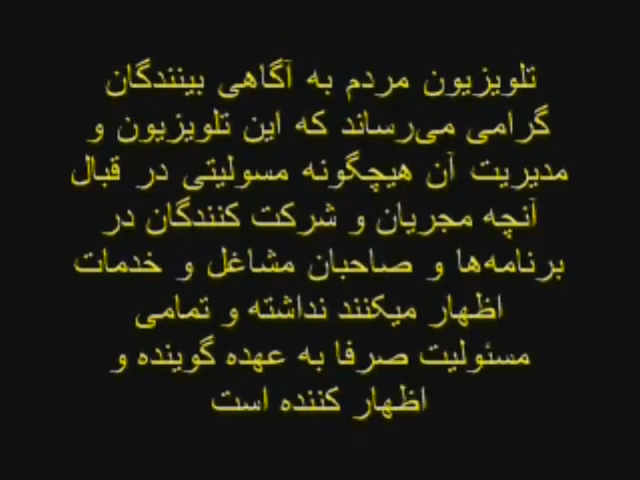 تلویزیون مردم به آگاهی بینندگان
گرامی می‌رساند که این تلویزیون و
مدیریت آن هیچگونه مسولیتی در قبال
آنچه مجریان و شرکت کنندگان در
برنامه‌ها و صاحبان مشاغل و خدمات
اظهار میکنند نداشته و تمامی
مسئولیت صرفا به عهده گوینده و
اظهار کننده است